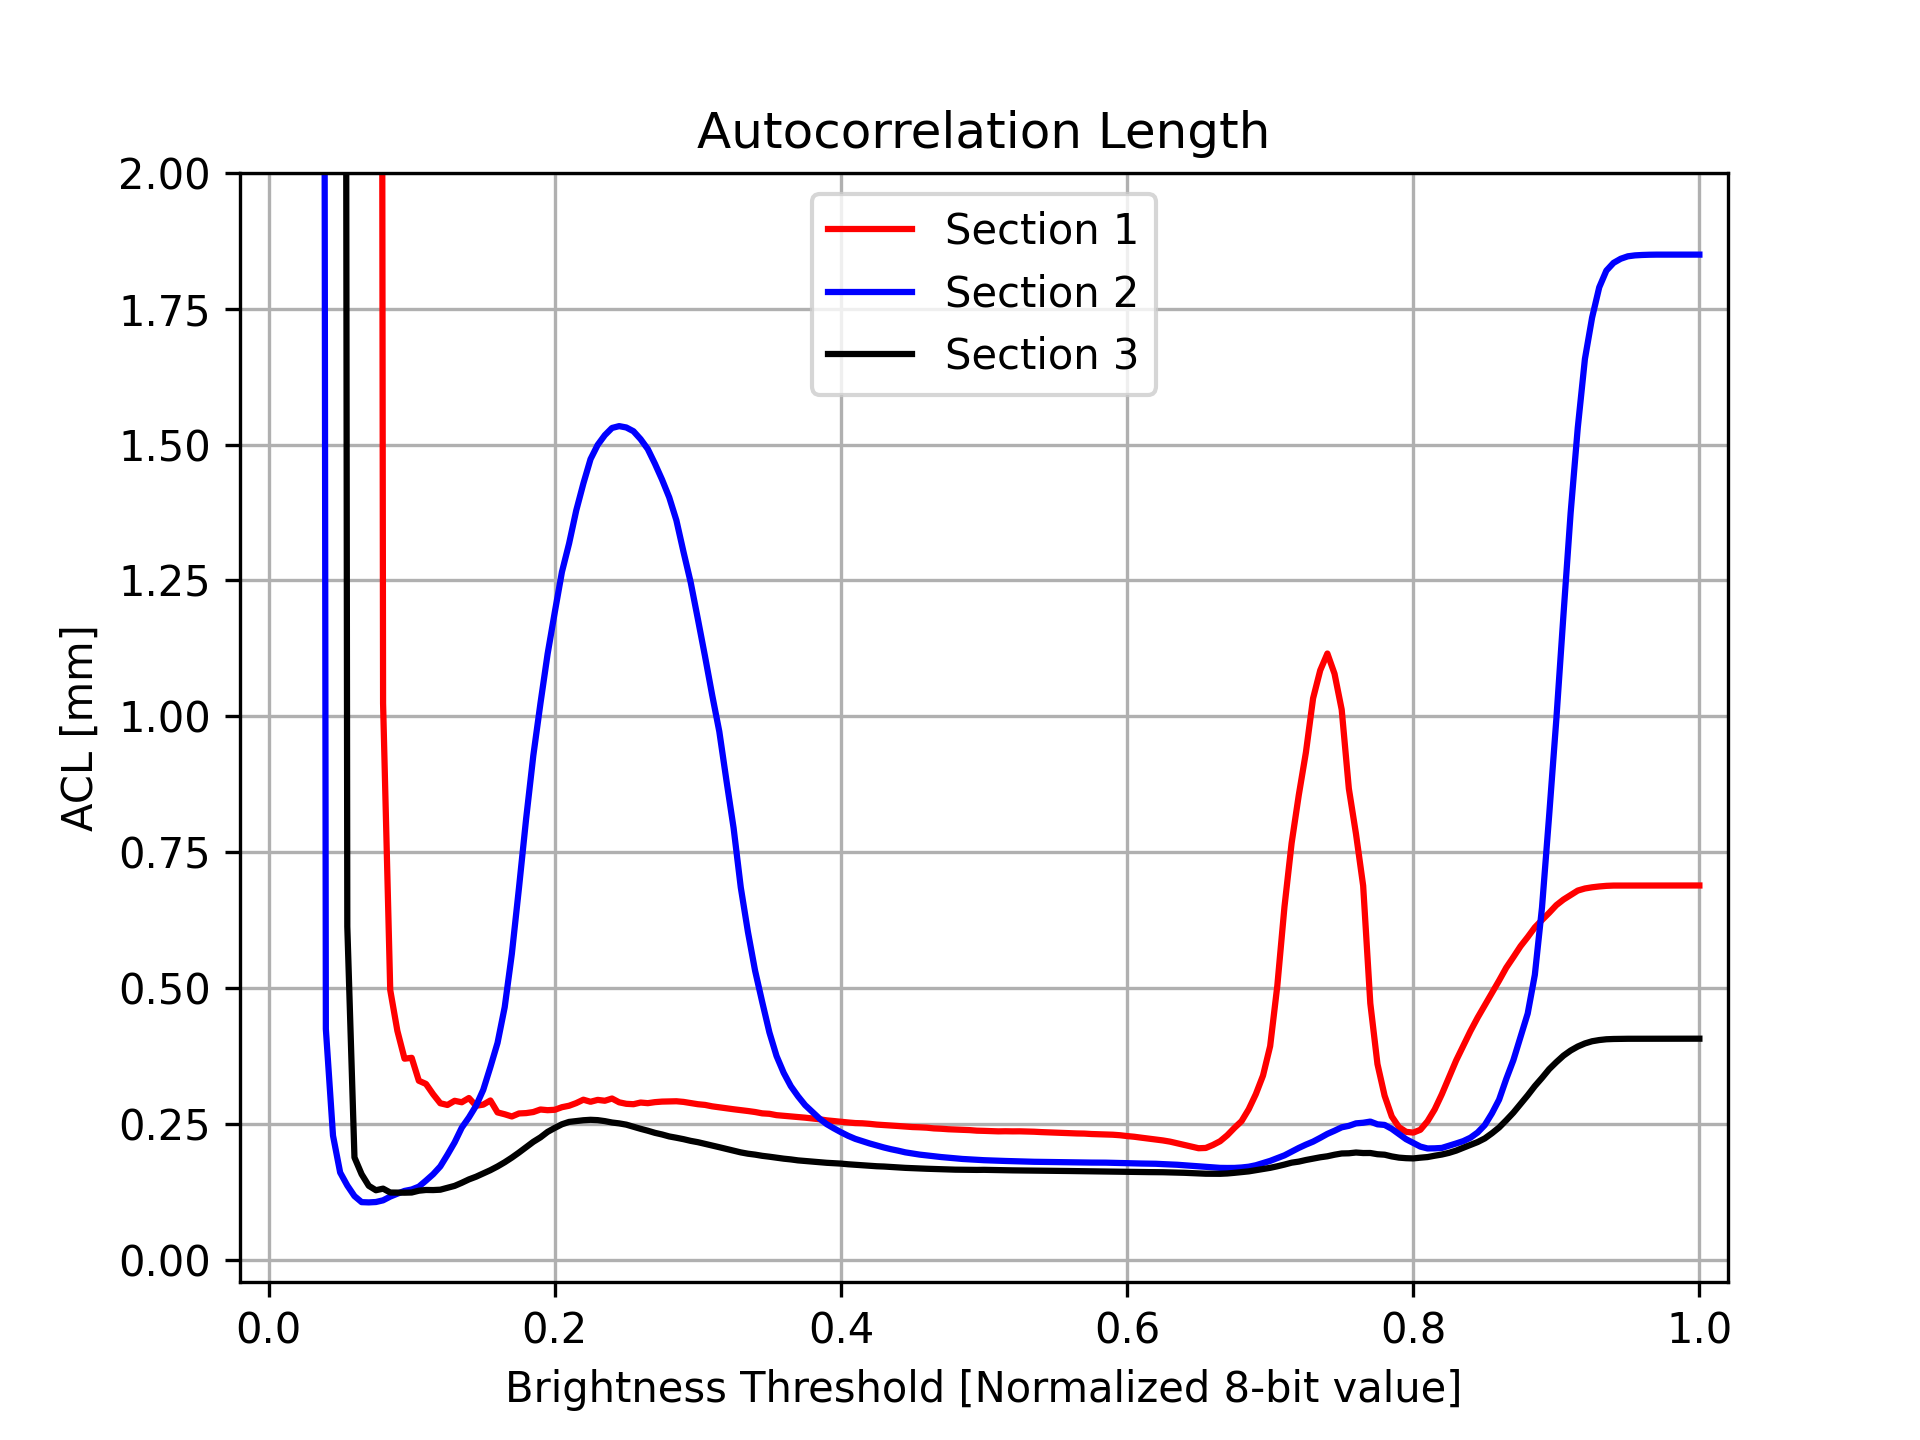 Autocorrelation Length
2.00
1.75
1.50
1.25
1.00
0.75
0.50
0.25
0.00
ACL [mm]
Section 1
Section 2
Section 3
0.0 0.2 0.4 0.6 0.8 1.0
Brightness Threshold [Normalized 8-bit value]